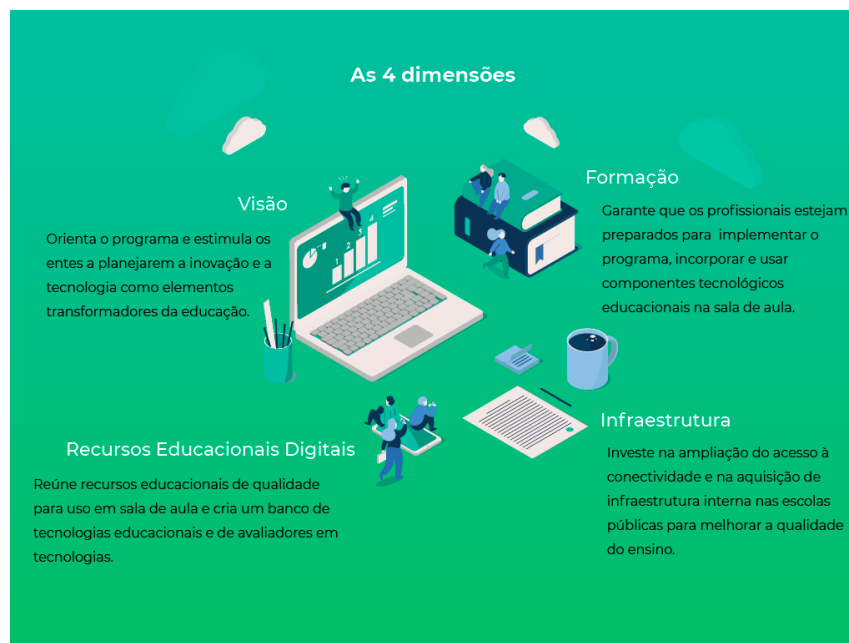 As 4 dimensões
Visão
Orienta o programa e estimula os
entes a planejarem a inovação e a
tecnologia como elementos
transformadores da educação.
1 2 3 4
Formação
Garante que os profissionais estejam
preparados para implementar o
programa, incorporar e usar
componentes tecnológicos
educacionais na sala de aula.
Recursos Educacionais Digitais
Reúne recursos educacionais de qualidade
para uso em sala de aula e cria um banco de
tecnologias educacionais e de avaliadores em
tecnologias.
Infraestrutura
Investe na ampliação do acesso à
conectividade e na aquisição de
infraestrutura interna nas escolas
públicas para melhorar a qualidade
do ensino.